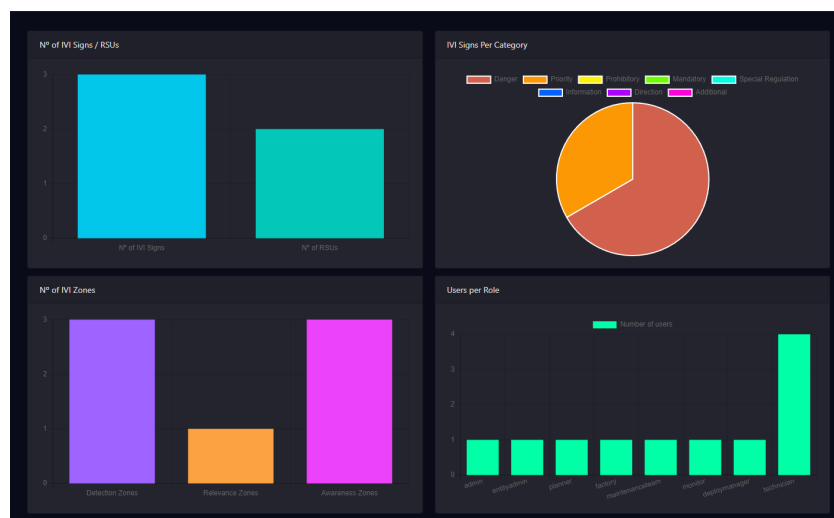 Nº of IVI Signs / RSUs
3
2
1
0
Nº of IVI Signs Nº of RSUs
IVI Signs Per Category
Danger Priority Prohibitory Mandatory Special Regulation
Information Direction Additional
Nº of IVI Zones
3
2
1
0
Detection Zones Relevance Zones Awareness Zones
Users per Role
Number of users
4
3
2
1
0
admin entityadmin planner factory maintenanceteam monitor deploymanager technician